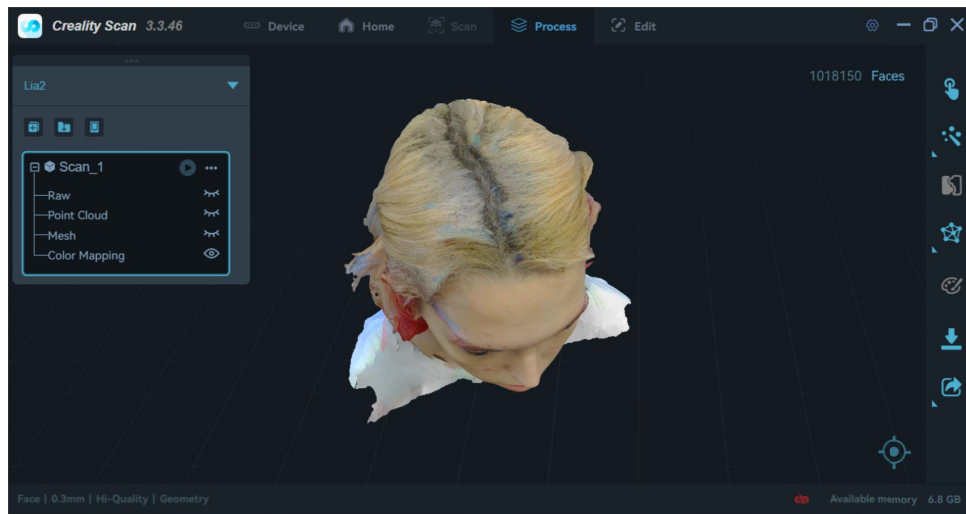 Creality Scan 3.3.46
Device
Home
Scan
Process
Edit
Lia2
1018150 Faces
Scan_1
Raw
Point Cloud
Mesh
Color Mapping
Face | 0.3mm | Hi-Quality | Geometry
Available memory 6.8 GB